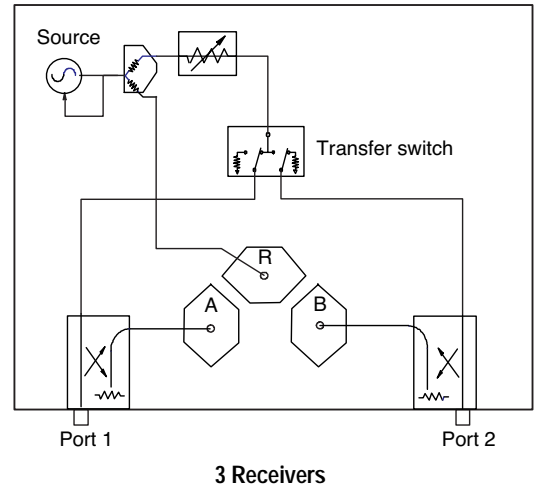 Source
Transfer switch
R
A
B
Port 1
Port 2
3 Receivers